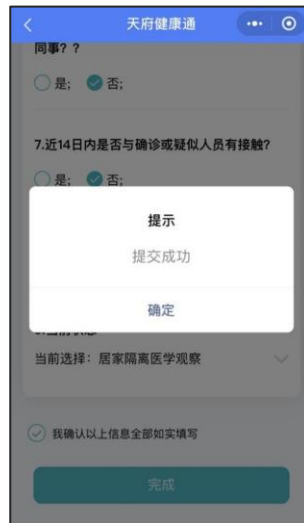 天府健康通
同事？？
是; 否;
7.近14日内是否与确诊或疑似人员有接触?
是; 否;
提示
提交成功
确定
当前选择：居家隔离医学观察
我确认以上信息全部如实填写
完成